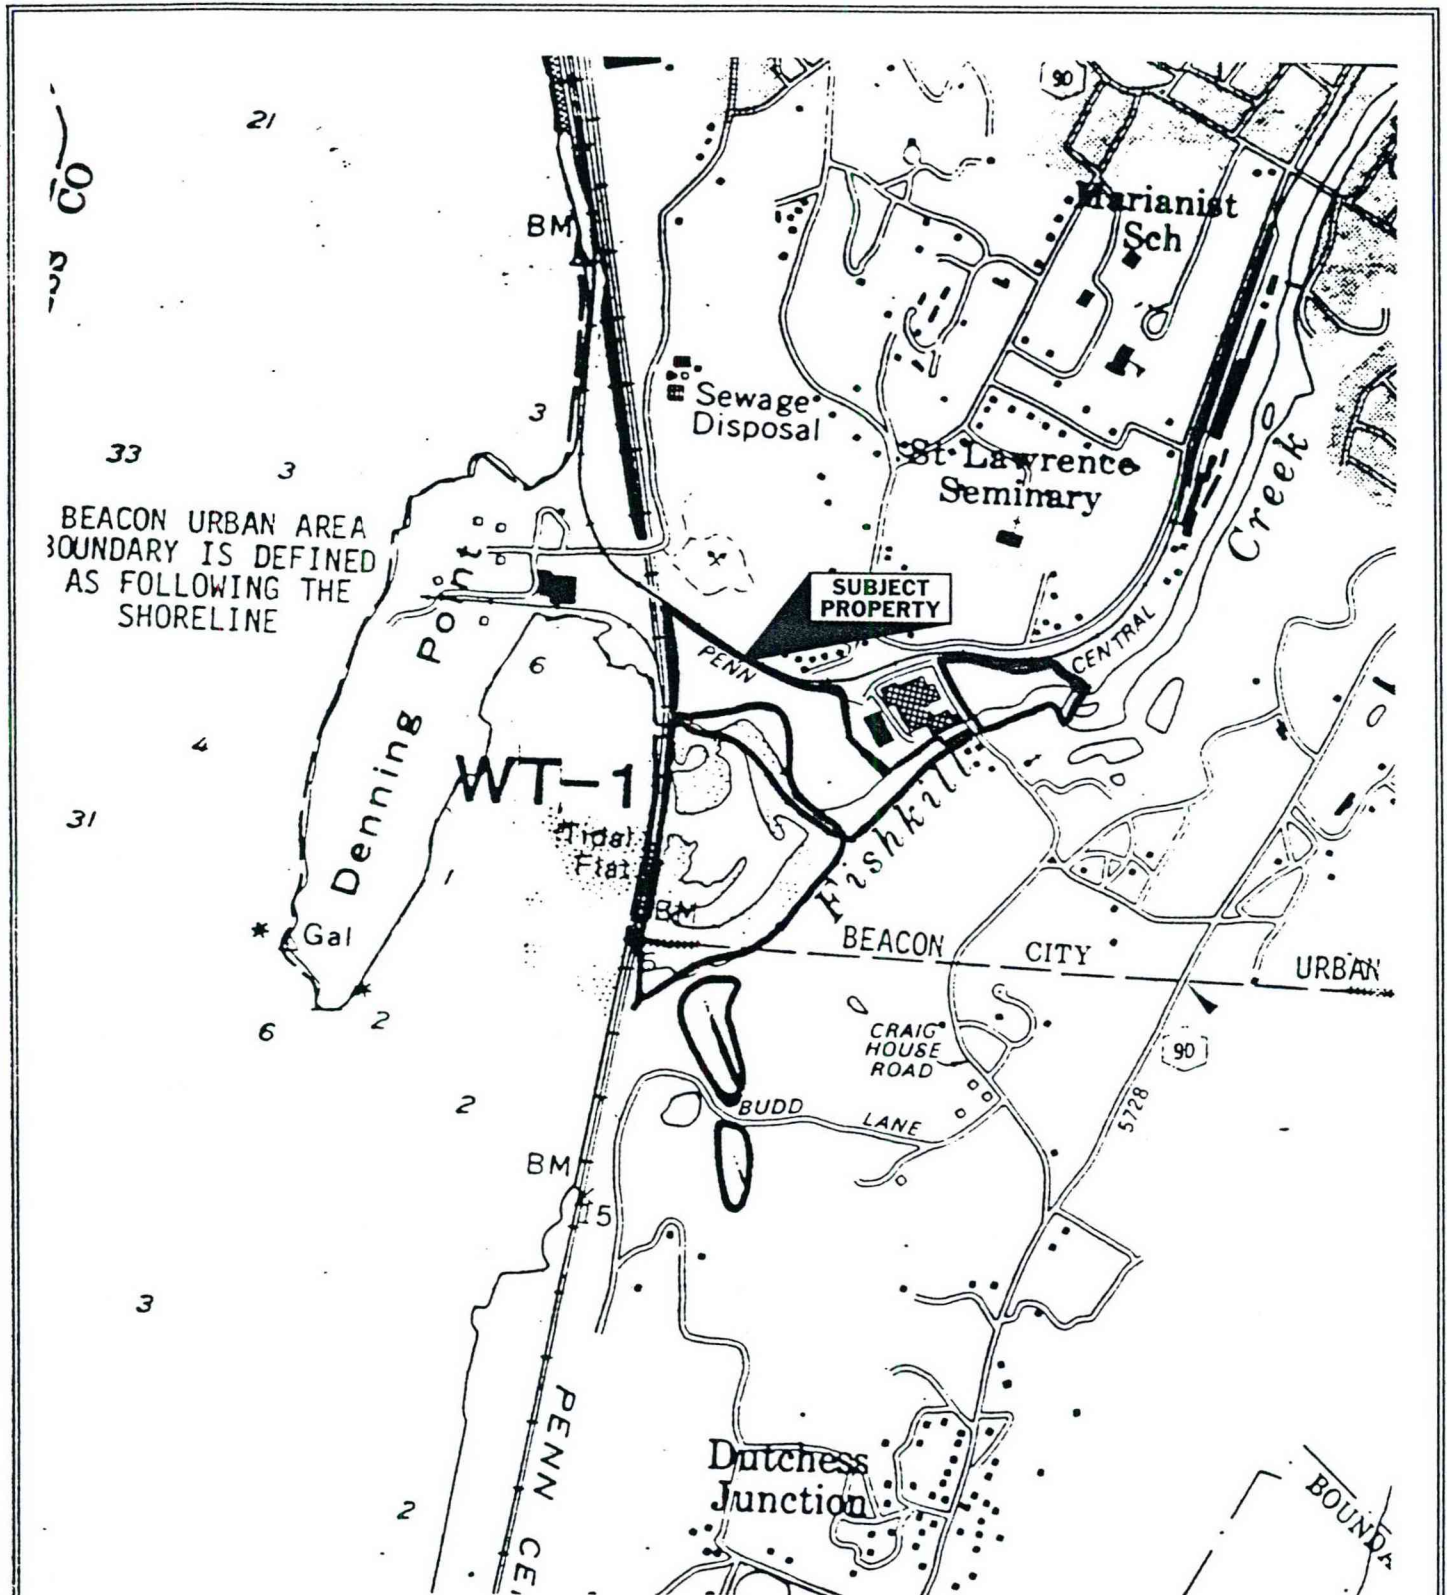 21
90
CO
BM
Marianist
Sch
3
Sewage
Disposal
33
3
St Lawrence
Seminary
Creek
BEACON URBAN AREA
BOUNDARY IS DEFINED
AS FOLLOWING THE
SHORELINE
SUBJECT
PROPERTY
PENN
CENTRAL
6
Denning Point
4
WT-1
31
Tidal
Flat
1
Fishkill
BM
Gal
5
BEACON CITY URBAN
6
2
CRAIG
HOUSE
ROAD
90
2
BUDD LANE
5728
BM
15
3
PENN CE
Dutchess
Junction
2
BOUNDA